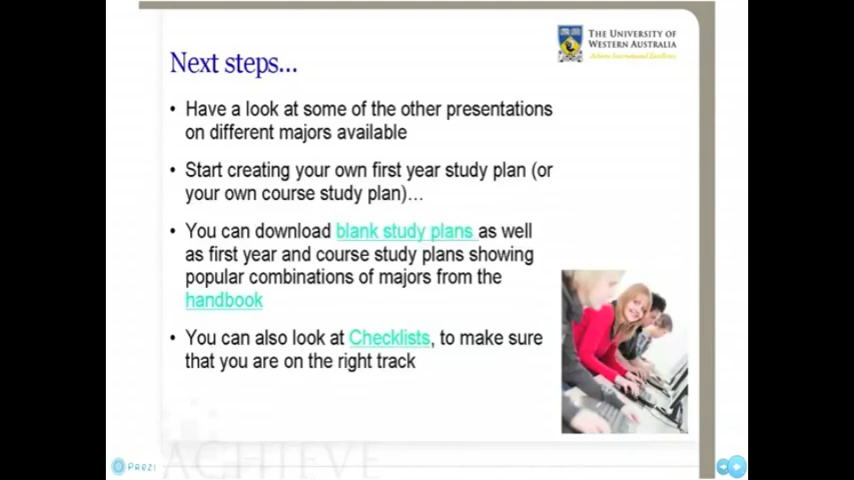 THE UNIVERSITY OF
WESTERN AUSTRALIA
Achieve International Excellence
Next steps...
• Have a look at some of the other presentations
on different majors available
• Start creating your own first year study plan (or
your own course study plan)...
• You can download blank study plans as well
as first year and course study plans showing
popular combinations of majors from the
handbook
• You can also look at Checklists, to make sure
that you are on the right track
ACHIEVE
PREZI